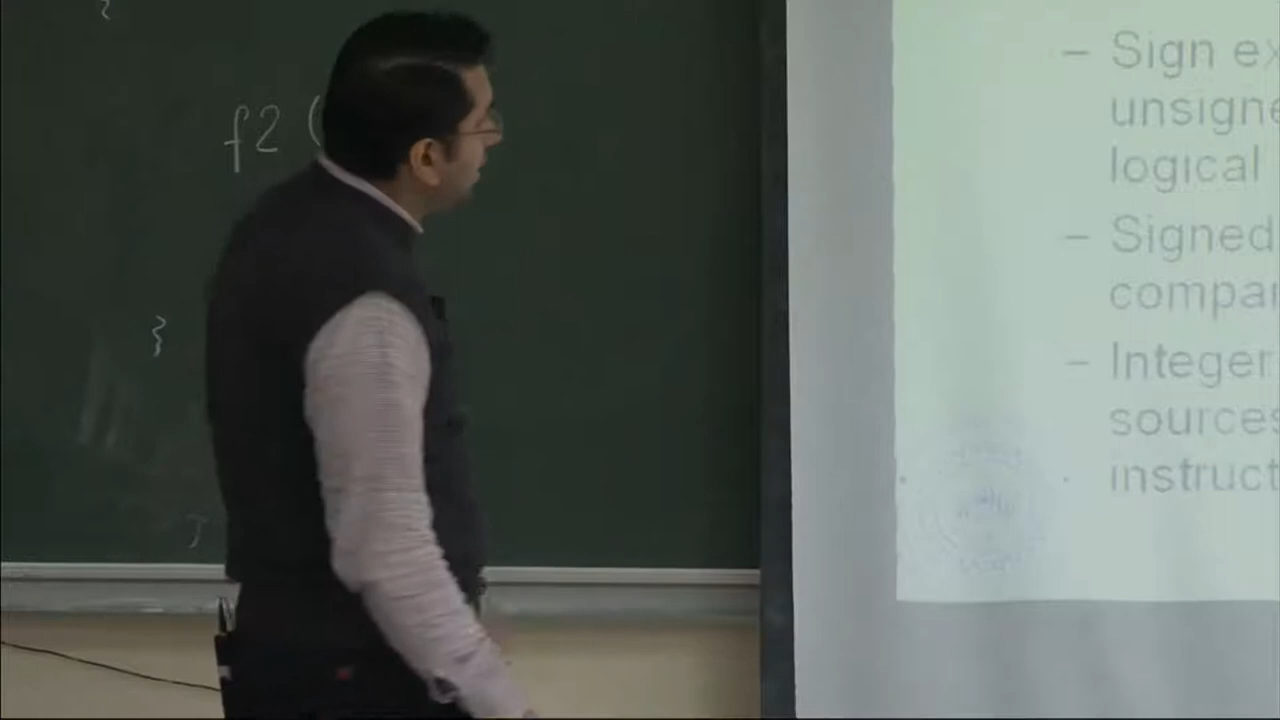 }
f2 (
}
– Sign ex
unsigne
logical
– Signed
compar
– Integer
sources
instruct